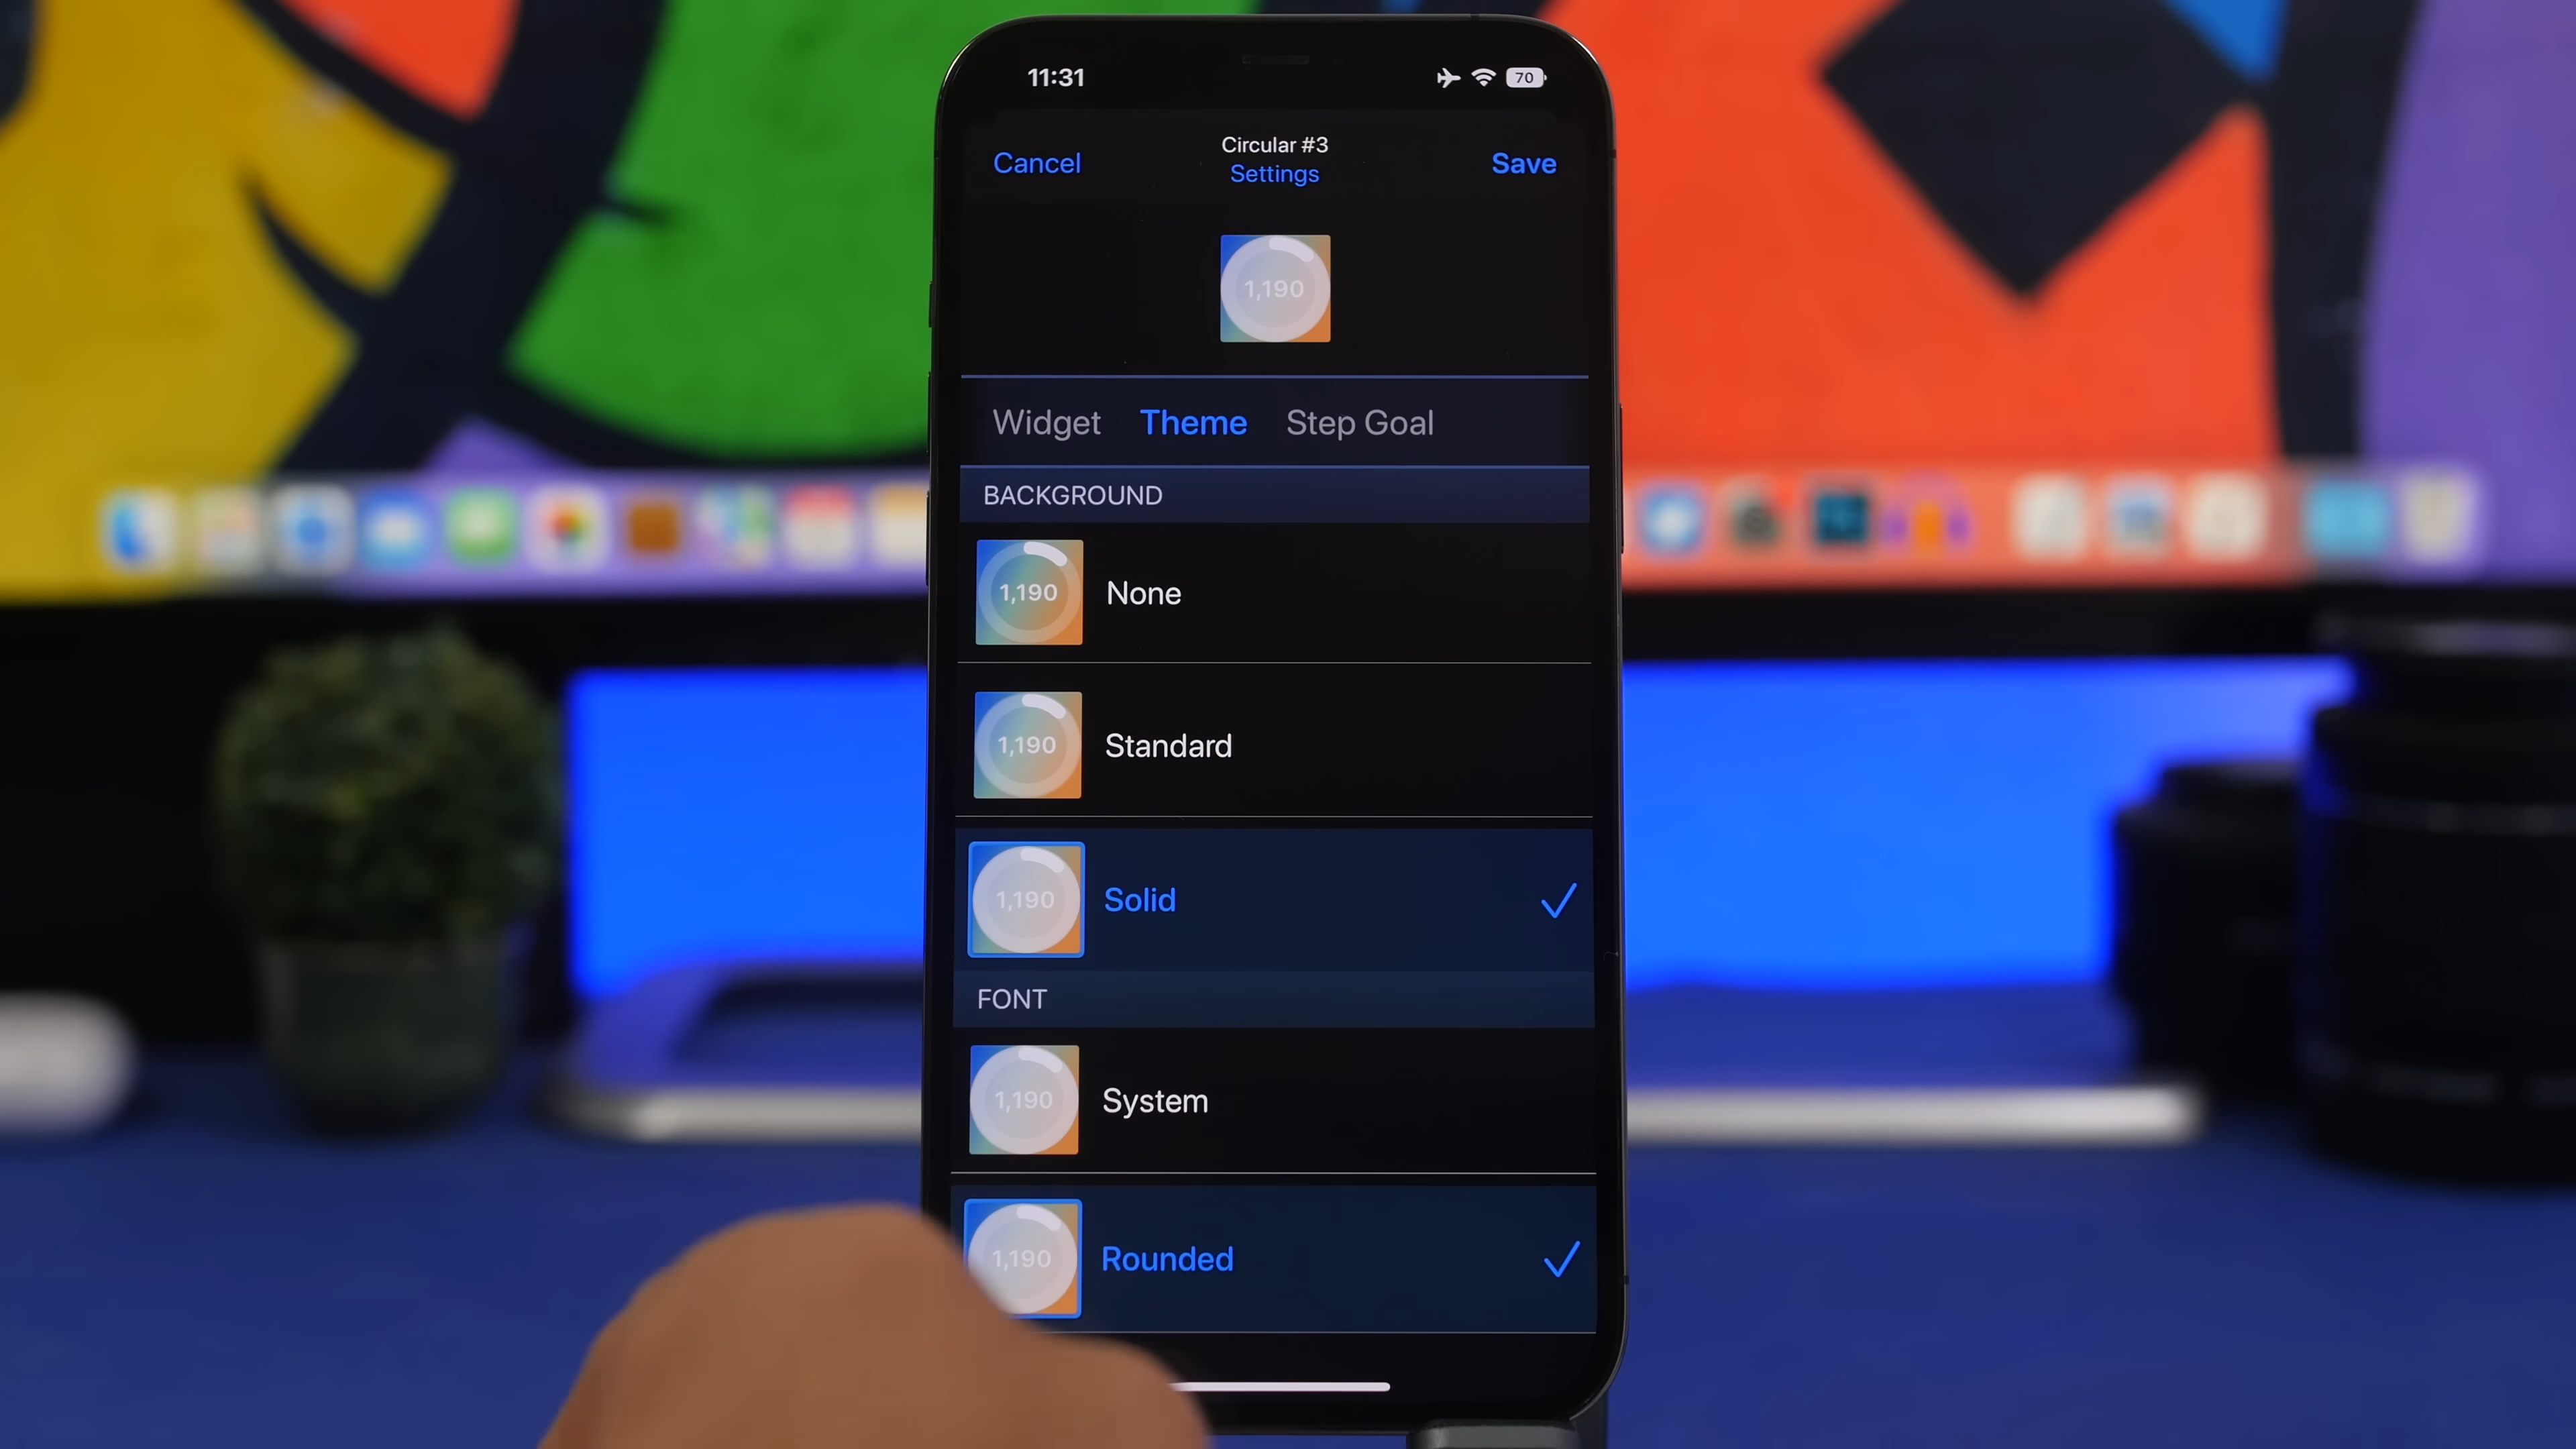 11:31
70
Cancel
Circular #3
Settings
Save
1,190
Widget Theme Step Goal
BACKGROUND
1,190 None
1,190 Standard
1,190 Solid
FONT
1,190 System
1,190 Rounded